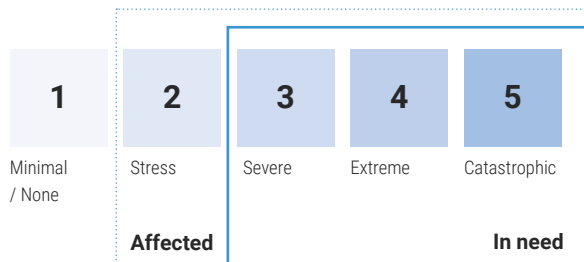 1 2 3 4 5
Minimal / None
Stress
Severe
Extreme
Catastrophic
Affected
In need